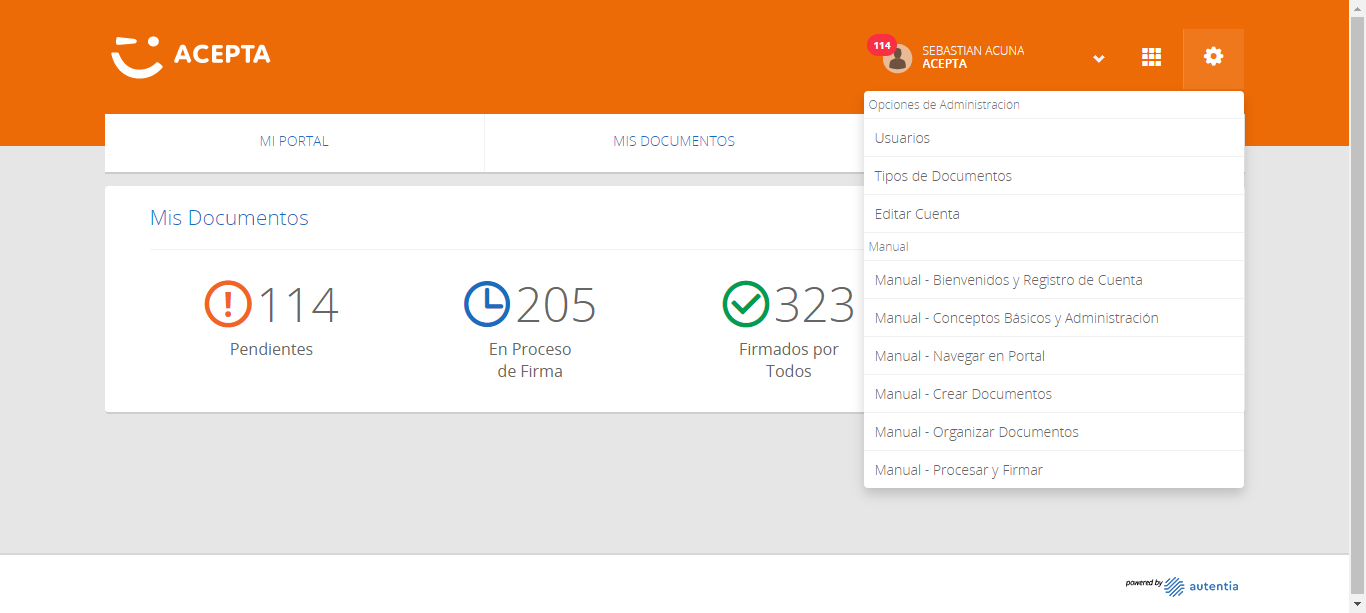 ACEPTA
114
SEBASTIAN ACUNA
ACEPTA
MI PORTAL
MIS DOCUMENTOS
Mis Documentos
114
Pendientes
205
En Proceso
de Firma
323
Firmados por
Todos
Opciones de Administración
Usuarios
Tipos de Documentos
Editar Cuenta
Manual
Manual - Bienvenidos y Registro de Cuenta
Manual - Conceptos Básicos y Administración
Manual - Navegar en Portal
Manual - Crear Documentos
Manual - Organizar Documentos
Manual - Procesar y Firmar
powered by autentia